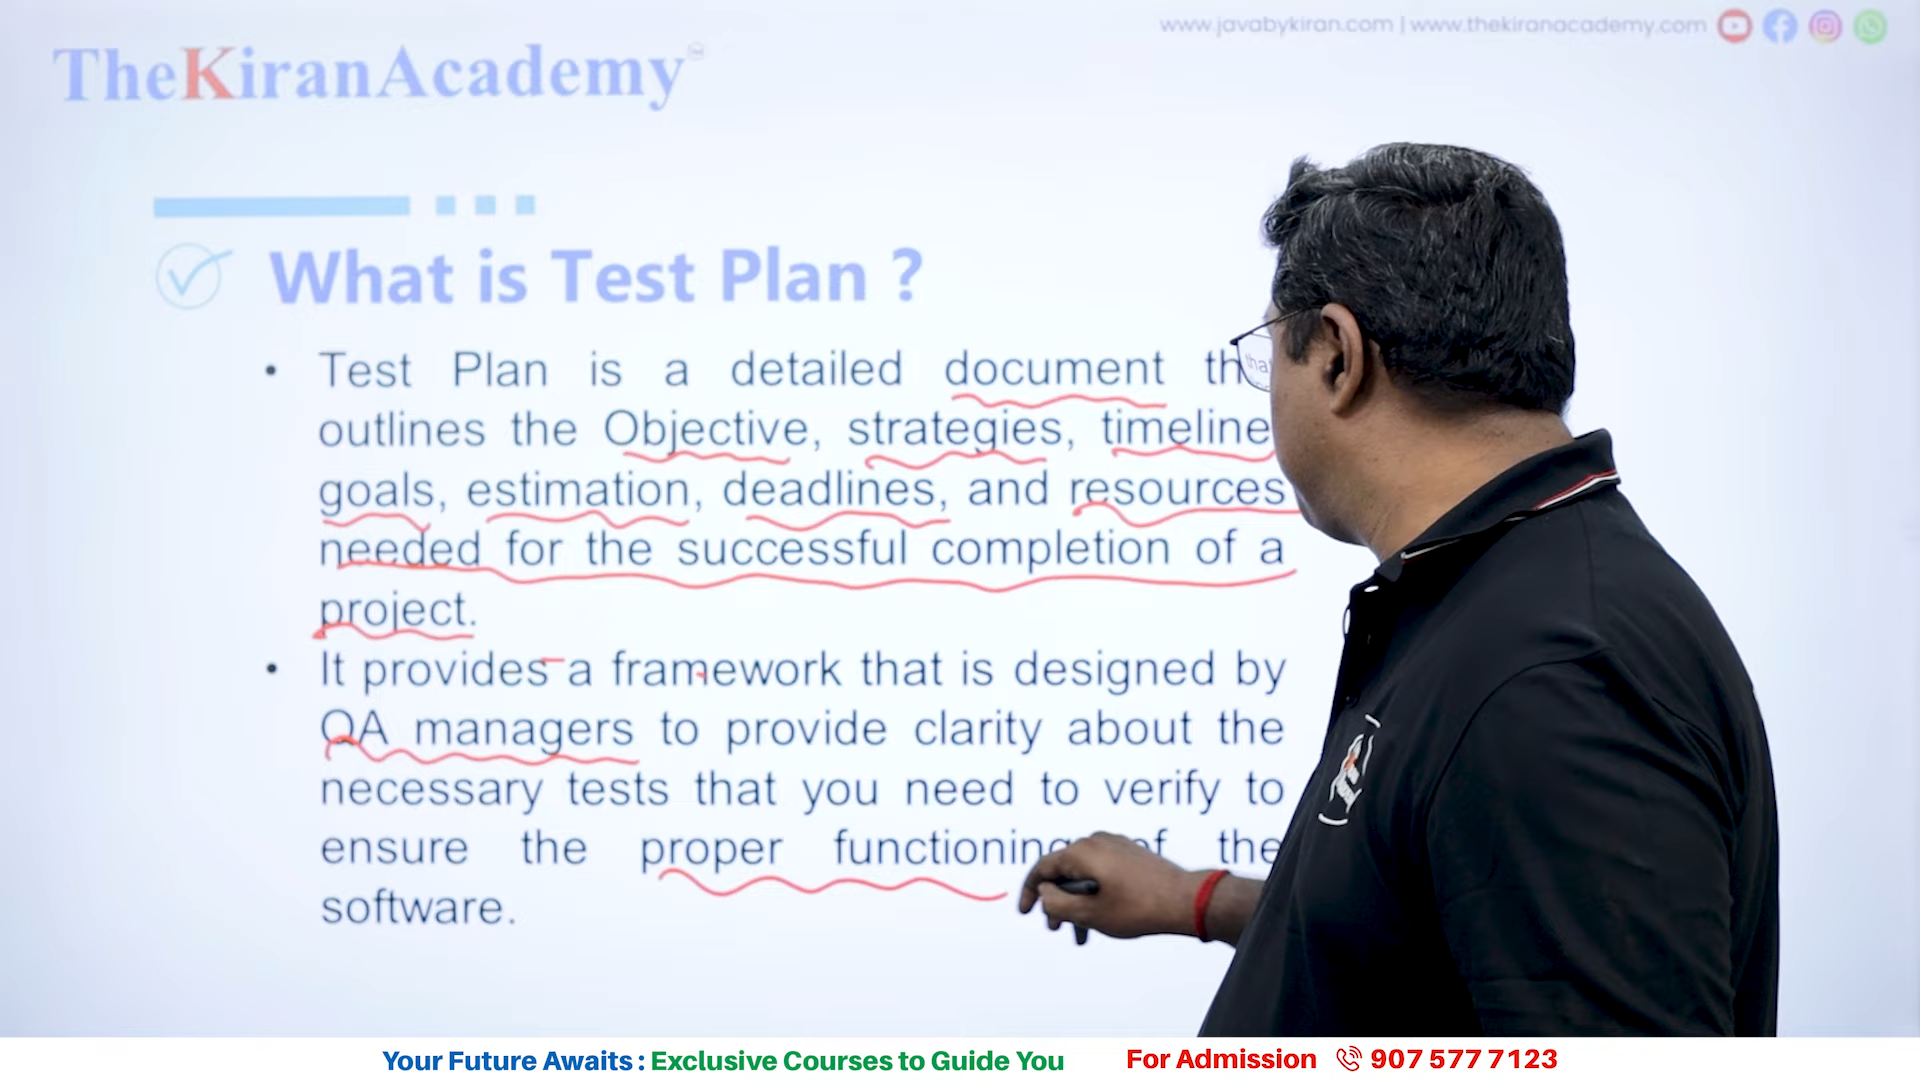 www.javabykiran.com | www.thekiranacademy.com
TheKiranAcademy
What is Test Plan ?
• Test Plan is a detailed document
outlines the Objective, strategies, timeline
goals, estimation, deadlines, and resources
needed for the successful completion of a
project.
• It provides a framework that is designed by
QA managers to provide clarity about the
necessary tests that you need to verify to
ensure the proper functioning of the
software.
Your Future Awaits : Exclusive Courses to Guide You For Admission 907 577 7123